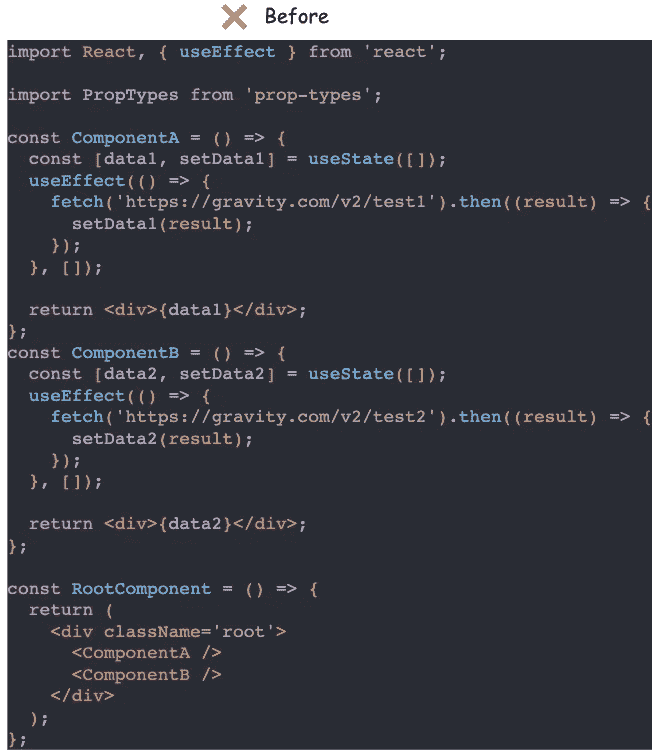 Before
import React, { useEffect } from 'react';
import PropTypes from 'prop-types';
const ComponentA = () => {
  const [data1, setData1] = useState([]);
  useEffect(() => {
    fetch('https://gravity.com/v2/test1').then((result) => {
      setData1(result);
    });
  }, []);
  return <div>{data1}</div>;
};
const ComponentB = () => {
  const [data2, setData2] = useState([]);
  useEffect(() => {
    fetch('https://gravity.com/v2/test2').then((result) => {
      setData2(result);
    });
  }, []);
  return <div>{data2}</div>;
};
const RootComponent = () => {
  return (
    <div className='root'>
      <ComponentA />
      <ComponentB />
    </div>
  );
};